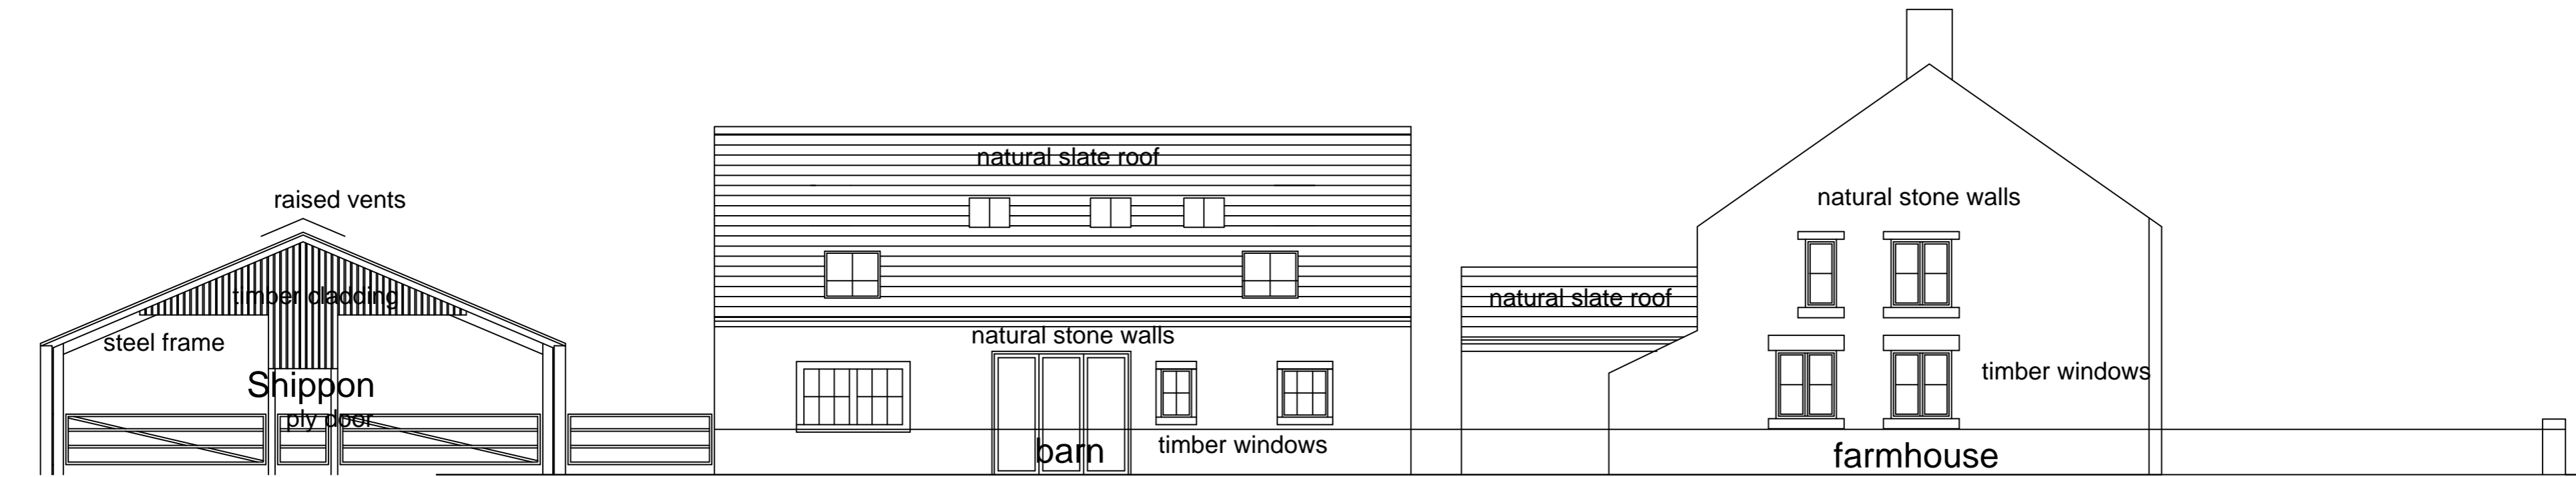 raised vents
timber cladding
steel frame
Shippon
ply door
natural slate roof
natural stone walls
barn
timber windows
natural slate roof
natural stone walls
timber windows
farmhouse